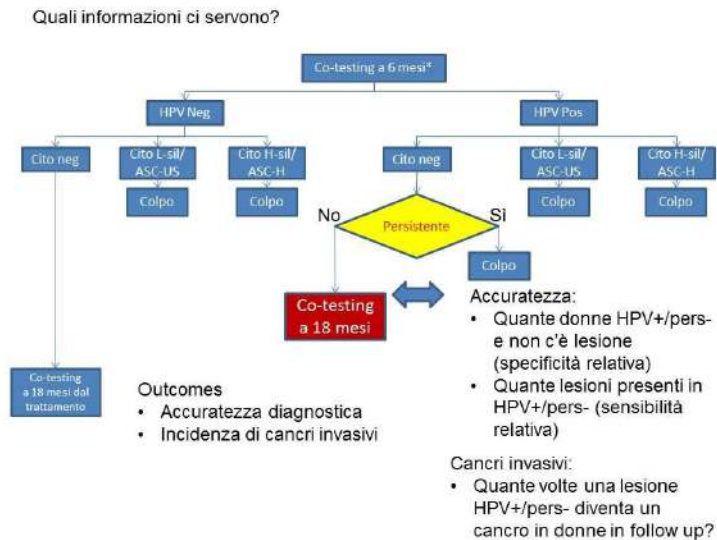 Quali informazioni ci servono?
Co-testing a 6 mesi*
HPV Neg
HPV Pos
Cito neg
Cito L-sil/
ASC-US
Cito H-sil/
ASC-H
Cito neg
Cito L-sil/
ASC-US
Cito H-sil/
ASC-H
Colpo
Colpo
Colpo
Colpo
No
Persistente
Sì
Colpo
Co-testing
a 18 mesi
Accuratezza:
• Quante donne HPV+/pers-
e non c'è lesione
(specificità relativa)
• Quante lesioni presenti in
HPV+/pers- (sensibilità
relativa)
Co-testing
a 18 mesi dal
trattamento
Outcomes
• Accuratezza diagnostica
• Incidenza di cancri invasivi
Cancri invasivi:
• Quante volte una lesione
HPV+/pers- diventa un
cancro in donne in follow up?